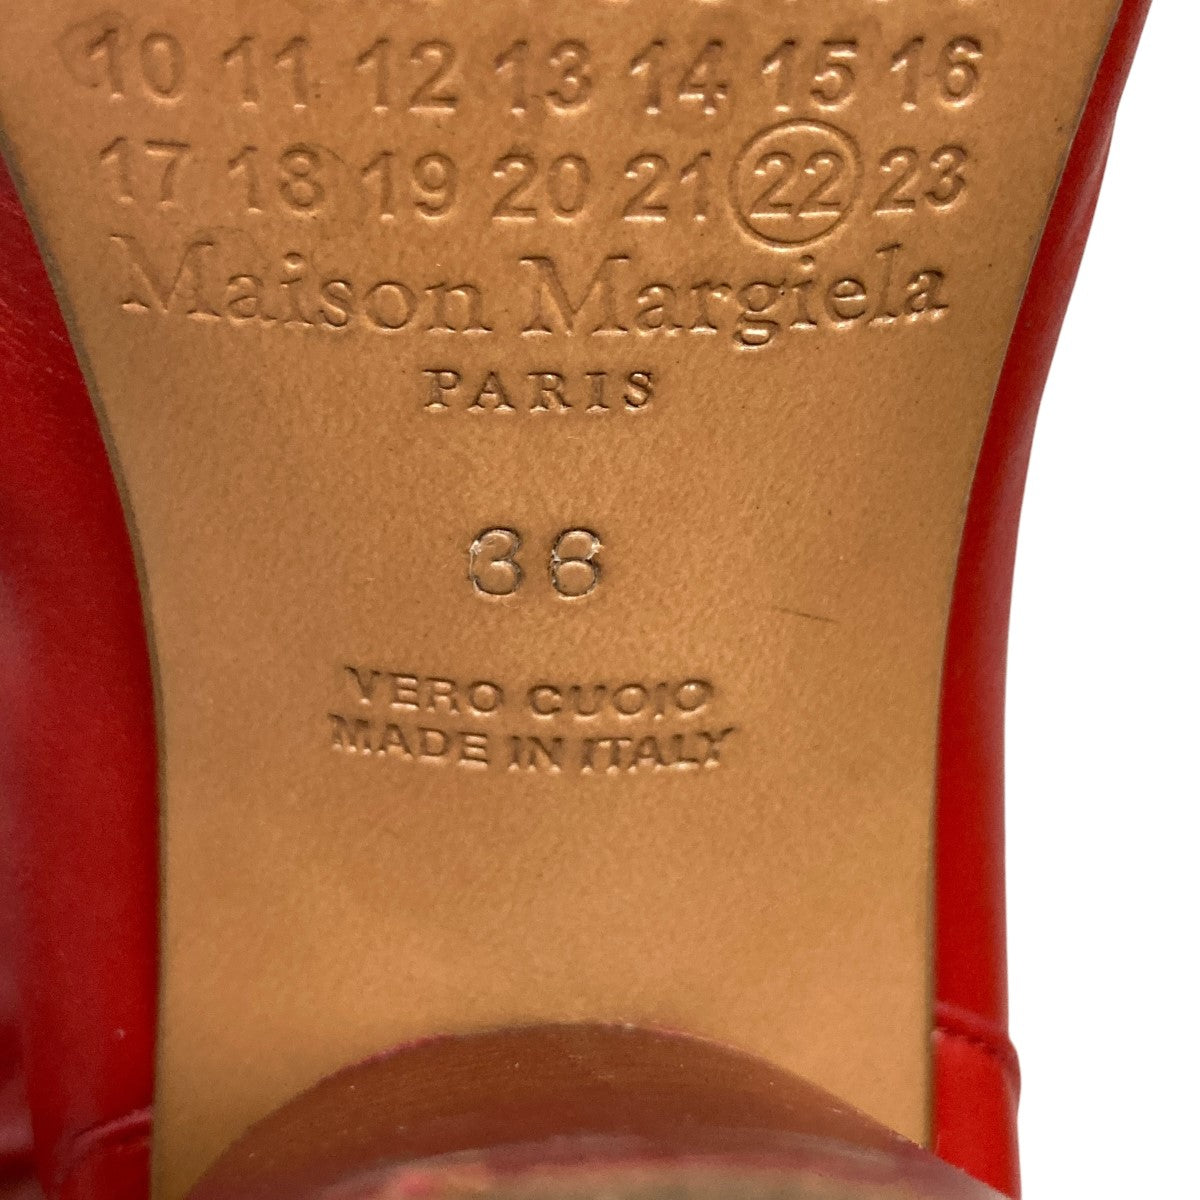 10 11 12 13 14 15 16
17 18 19 20 21 22 23
Maison Margiela
PARIS
36
VERO CUOIO
MADE IN ITALY